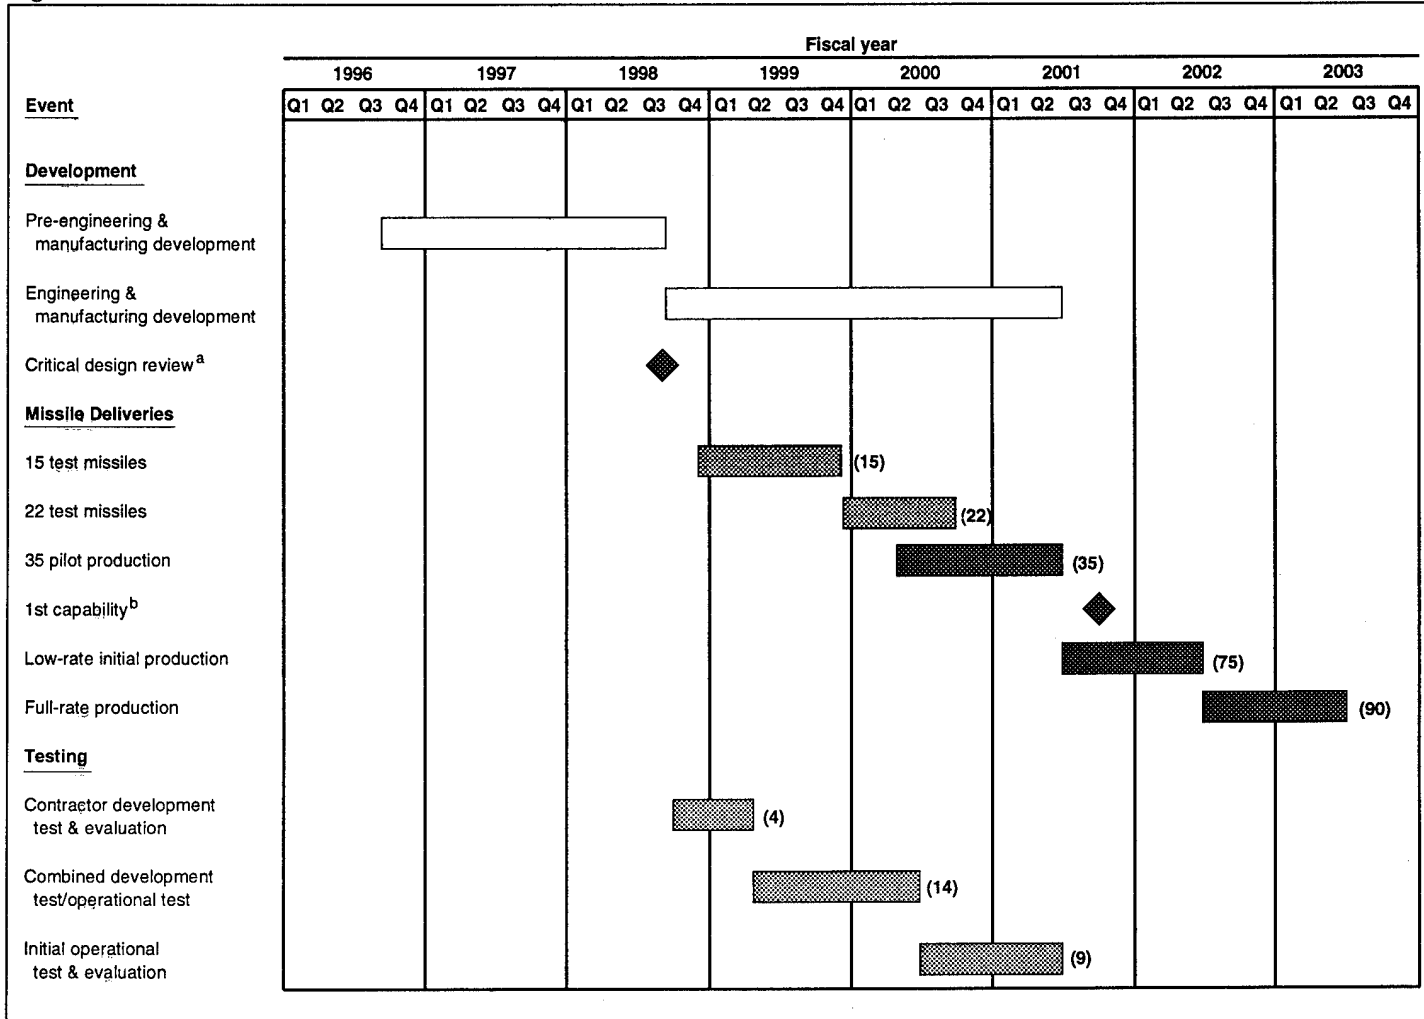 Fiscal year
1996 1997 1998 1999 2000 2001 2002 2003
Event Q1 Q2 Q3 Q4 Q1 Q2 Q3 Q4 Q1 Q2 Q3 Q4 Q1 Q2 Q3 Q4 Q1 Q2 Q3 Q4 Q1 Q2 Q3 Q4 Q1 Q2 Q3 Q4 Q1 Q2 Q3 Q4
Development
Pre-engineering &
manufacturing development
Engineering &
manufacturing development
Critical design review a
Missile Deliveries
15 test missiles (15)
22 test missiles (22)
35 pilot production (35)
1st capability b
Low-rate initial production (75)
Full-rate production (90)
Testing
Contractor development
test & evaluation (4)
Combined development
test/operational test (14)
Initial operational
test & evaluation (9)